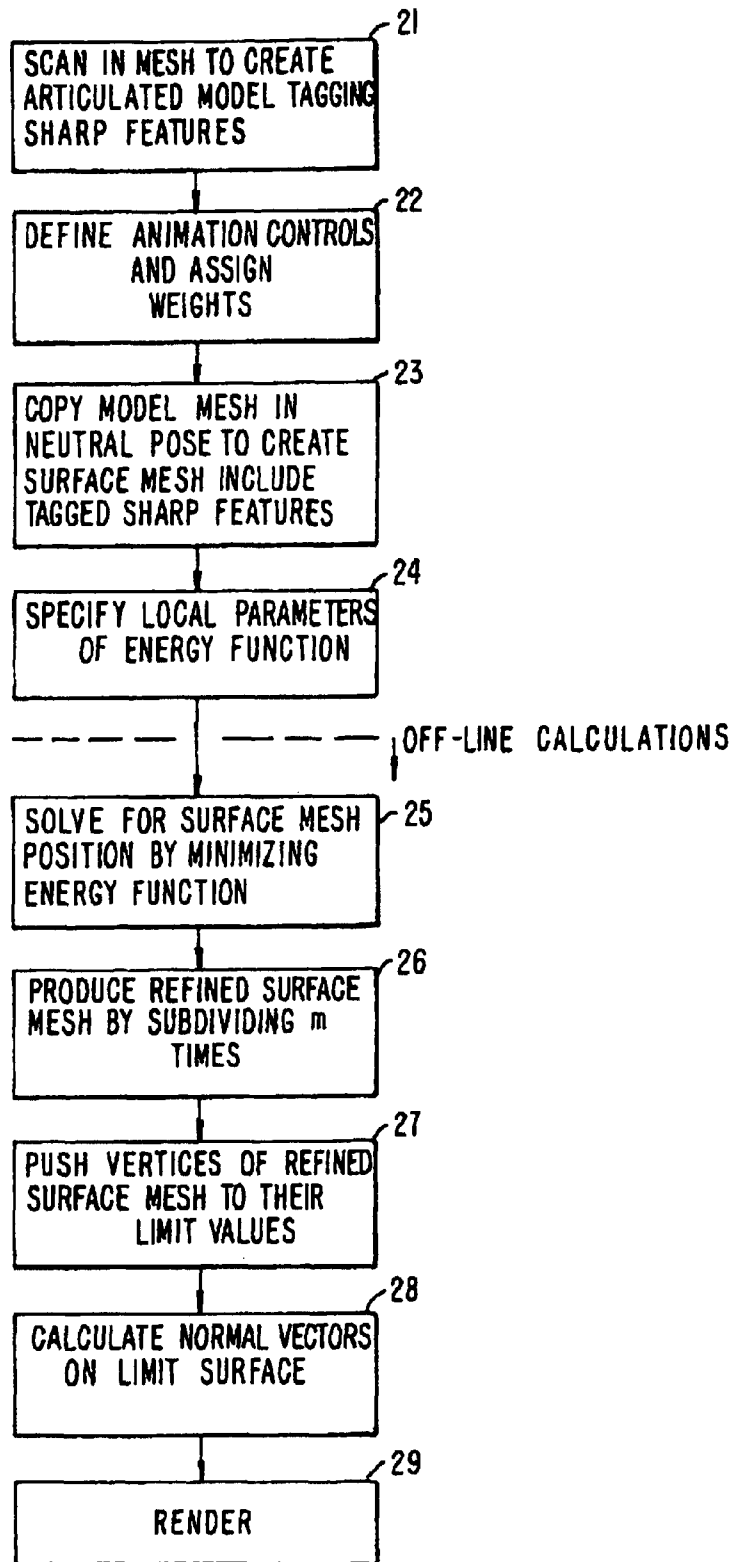 21
SCAN IN MESH TO CREATE
ARTICULATED MODEL TAGGING
SHARP FEATURES
22
DEFINE ANIMATION CONTROLS
AND ASSIGN
WEIGHTS
23
COPY MODEL MESH IN
NEUTRAL POSE TO CREATE
SURFACE MESH INCLUDE
TAGGED SHARP FEATURES
24
SPECIFY LOCAL PARAMETERS
OF ENERGY FUNCTION
OFF-LINE CALCULATIONS
25
SOLVE FOR SURFACE MESH
POSITION BY MINIMIZING
ENERGY FUNCTION
26
PRODUCE REFINED SURFACE
MESH BY SUBDIVIDING m
TIMES
27
PUSH VERTICES OF REFINED
SURFACE MESH TO THEIR
LIMIT VALUES
28
CALCULATE NORMAL VECTORS
ON LIMIT SURFACE
29
RENDER